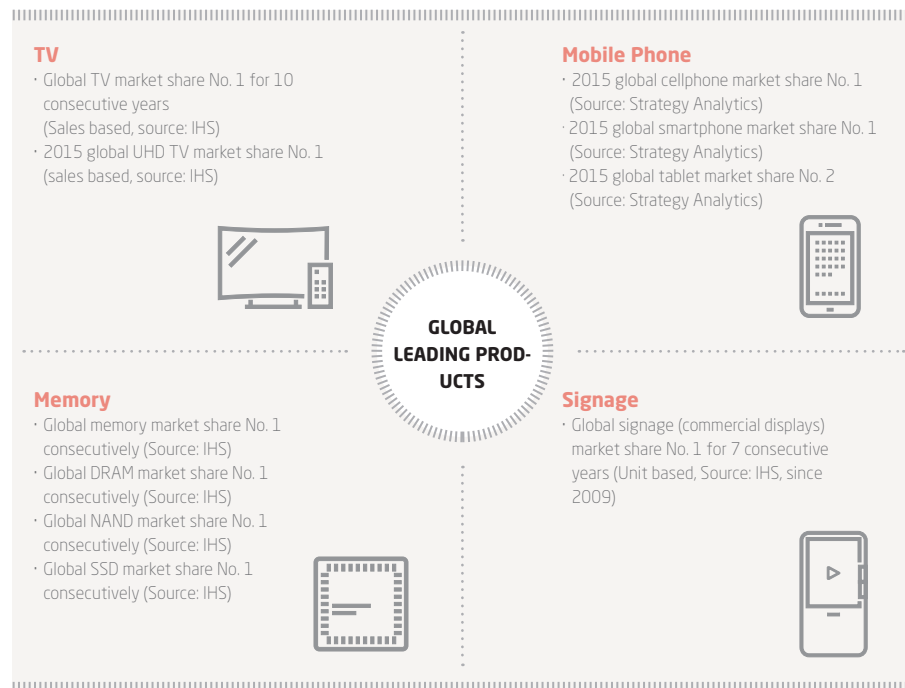 TV
· Global TV market share No. 1 for 10
consecutive years
(Sales based, source: IHS)
· 2015 global UHD TV market share No. 1
(sales based, source: IHS)
Mobile Phone
· 2015 global cellphone market share No. 1
(Source: Strategy Analytics)
· 2015 global smartphone market share No. 1
(Source: Strategy Analytics)
· 2015 global tablet market share No. 2
(Source: Strategy Analytics)
GLOBAL
LEADING PROD-
UCTS
Memory
· Global memory market share No. 1
consecutively (Source: IHS)
· Global DRAM market share No. 1
consecutively (Source: IHS)
· Global NAND market share No. 1
consecutively (Source: IHS)
· Global SSD market share No. 1
consecutively (Source: IHS)
Signage
· Global signage (commercial displays)
market share No. 1 for 7 consecutive
years (Unit based, Source: IHS, since
2009)